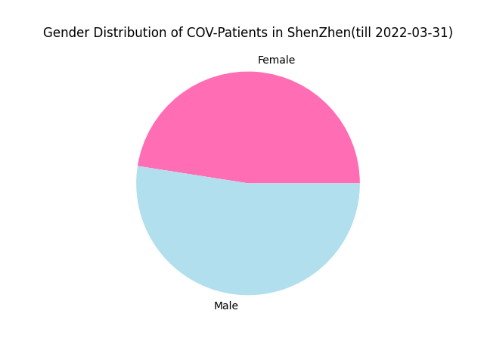 Gender Distribution of COV-Patients in ShenZhen(till 2022-03-31)
Female
Male